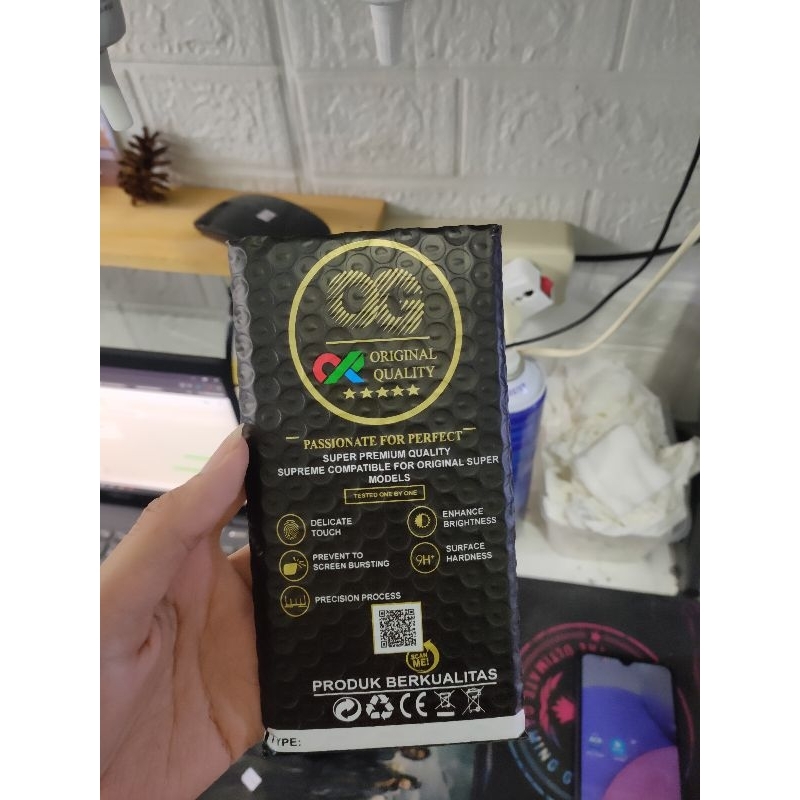 OG
ORIGINAL
QUALITY
PASSIONATE FOR PERFECT
SUPER PREMIUM QUALITY
SUPREME COMPATIBLE FOR ORIGINAL SUPER
MODELS
TESTED ONE BY ONE
DELICATE
TOUCH
ENHANCE
BRIGHTNESS
PREVENT TO
SCREEN BURSTING
9H+
SURFACE
HARDNESS
PRECISION PROCESS
SCAN
ME!
PRODUK BERKUALITAS
CE
TYPE: